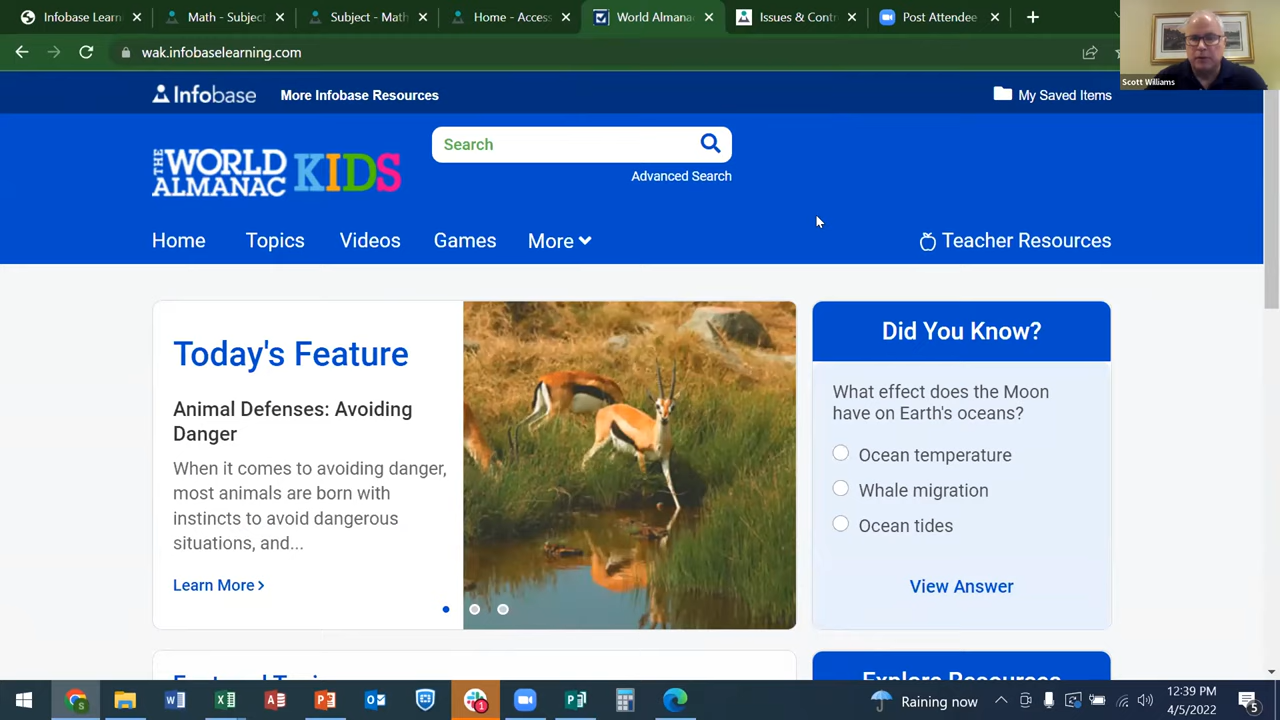 Infobase Learn
Math - Subject
Subject - Math
Home - Access
World Almana
Issues & Contr
Post Attendee
wak.infobaselearning.com
Scott Williams
Infobase
More Infobase Resources
My Saved Items
THE WORLD ALMANAC KIDS
Search
Advanced Search
Home
Topics
Videos
Games
More
Teacher Resources
Today's Feature
Animal Defenses: Avoiding
Danger
When it comes to avoiding danger,
most animals are born with
instincts to avoid dangerous
situations, and...
Learn More
Did You Know?
What effect does the Moon
have on Earth's oceans?
Ocean temperature
Whale migration
Ocean tides
View Answer
Raining now
12:39 PM
4/5/2022
1
5